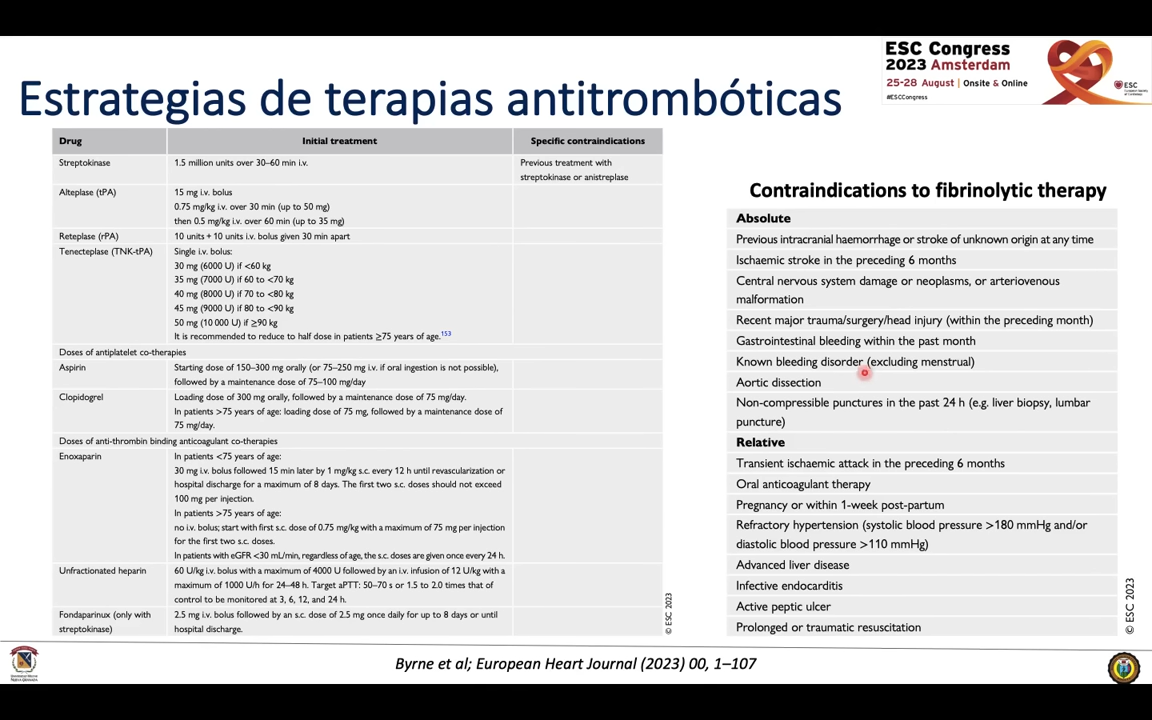 ESC Congress
2023 Amsterdam
25-28 August | Onsite & Online
#ESCCongress
ESC
Estrategias de terapias antitrombóticas
Drug Initial treatment Specific contraindications
Streptokinase 1.5 million units over 30–60 min i.v. Previous treatment with
streptokinase or anistreplase
Alteplase (tPA) 15 mg i.v. bolus
0.75 mg/kg i.v. over 30 min (up to 50 mg)
then 0.5 mg/kg i.v. over 60 min (up to 35 mg)
Reteplase (rPA) 10 units + 10 units i.v. bolus given 30 min apart
Tenecteplase (TNK-tPA) Single i.v. bolus:
30 mg (6000 U) if <60 kg
35 mg (7000 U) if 60 to <70 kg
40 mg (8000 U) if 70 to <80 kg
45 mg (9000 U) if 80 to <90 kg
50 mg (10 000 U) if ≥90 kg
It is recommended to reduce to half dose in patients ≥75 years of age.153
Doses of antiplatelet co-therapies
Aspirin Starting dose of 150–300 mg orally (or 75–250 mg i.v. if oral ingestion is not possible),
followed by a maintenance dose of 75–100 mg/day
Clopidogrel Loading dose of 300 mg orally, followed by a maintenance dose of 75 mg/day.
In patients >75 years of age: loading dose of 75 mg, followed by a maintenance dose of
75 mg/day.
Doses of anti-thrombin binding anticoagulant co-therapies
Enoxaparin In patients <75 years of age:
30 mg i.v. bolus followed 15 min later by 1 mg/kg s.c. every 12 h until revascularization or
hospital discharge for a maximum of 8 days. The first two s.c. doses should not exceed
100 mg per injection.
In patients >75 years of age:
no i.v. bolus; start with first s.c. dose of 0.75 mg/kg with a maximum of 75 mg per injection
for the first two s.c. doses.
In patients with eGFR <30 mL/min, regardless of age, the s.c. doses are given once every 24 h.
Unfractionated heparin 60 U/kg i.v. bolus with a maximum of 4000 U followed by an i.v. infusion of 12 U/kg with a
maximum of 1000 U/h for 24–48 h. Target aPTT: 50–70 s or 1.5 to 2.0 times that of
control to be monitored at 3, 6, 12, and 24 h.
Fondaparinux (only with 2.5 mg i.v. bolus followed by an s.c. dose of 2.5 mg once daily for up to 8 days or until
streptokinase) hospital discharge.
© ESC 2023
Contraindications to fibrinolytic therapy
Absolute
Previous intracranial haemorrhage or stroke of unknown origin at any time
Ischaemic stroke in the preceding 6 months
Central nervous system damage or neoplasms, or arteriovenous
malformation
Recent major trauma/surgery/head injury (within the preceding month)
Gastrointestinal bleeding within the past month
Known bleeding disorder (excluding menstrual)
Aortic dissection
Non-compressible punctures in the past 24 h (e.g. liver biopsy, lumbar
puncture)
Relative
Transient ischaemic attack in the preceding 6 months
Oral anticoagulant therapy
Pregnancy or within 1-week post-partum
Refractory hypertension (systolic blood pressure >180 mmHg and/or
diastolic blood pressure >110 mmHg)
Advanced liver disease
Infective endocarditis
Active peptic ulcer
Prolonged or traumatic resuscitation
© ESC 2023
Byrne et al; European Heart Journal (2023) 00, 1–107